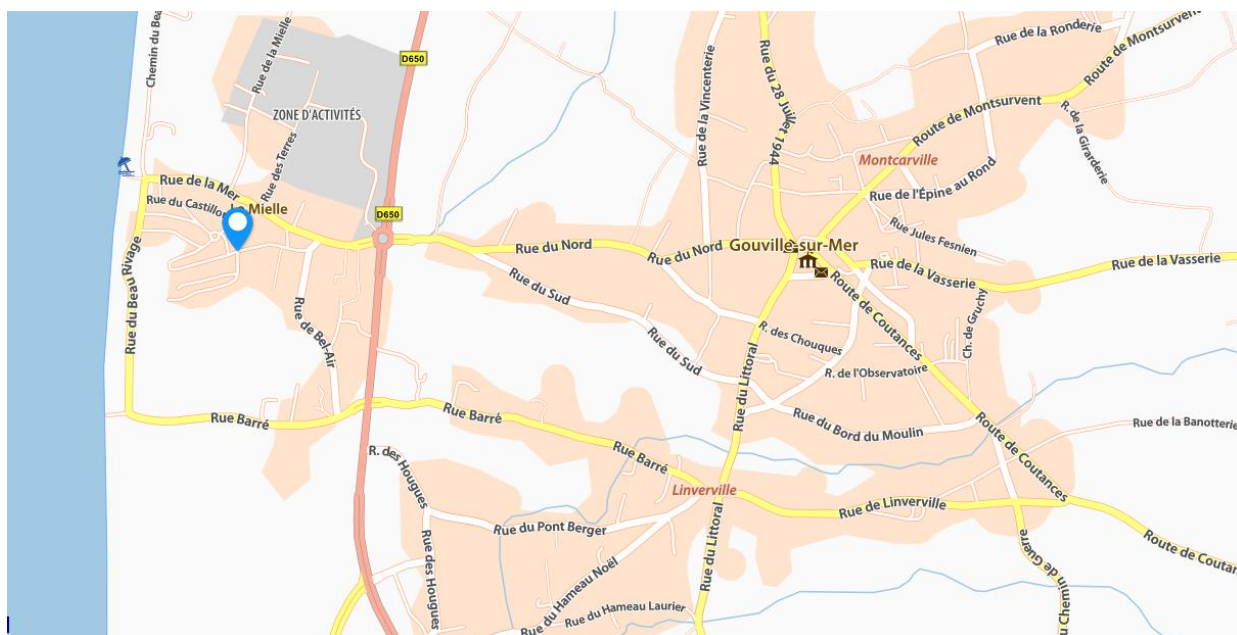 Chemin du Beau
Rue de la Mielle
D650
ZONE D'ACTIVITÉS
Rue des Terres
Rue de la Mer
Rue du Castillon
La Mielle
D650
Rue du Beau Rivage
Rue de Bel-Air
Rue Barré
Rue Barré
Rue Barré
R. des Hougues
Rue des Hougues
Rue du Pont Berger
Rue du Hameau Noël
Rue du Hameau Laurier
Linverville
Rue du Nord
Rue du Nord
Rue du Sud
Rue du Sud
Rue de la Vincenterie
Rue du 28 Juillet 1944
Gouville-sur-Mer
Montcarville
Rue de la Ronderie
Route de Montsurvent
Route de Montsurvent
R. de la Girarderie
Rue de l'Épine au Rond
Rue Jules Fesnien
Rue de la Vasserie
Rue de la Vasserie
Ch. de Gruchy
R. des Chouques
R. de l'Observatoire
Route de Coutances
Route de Coutances
Route de Coutan
Rue du Littoral
Rue du Littoral
Rue du Bord du Moulin
Rue de la Banotterie
Rue de Linverville
u Chemin de Guerre